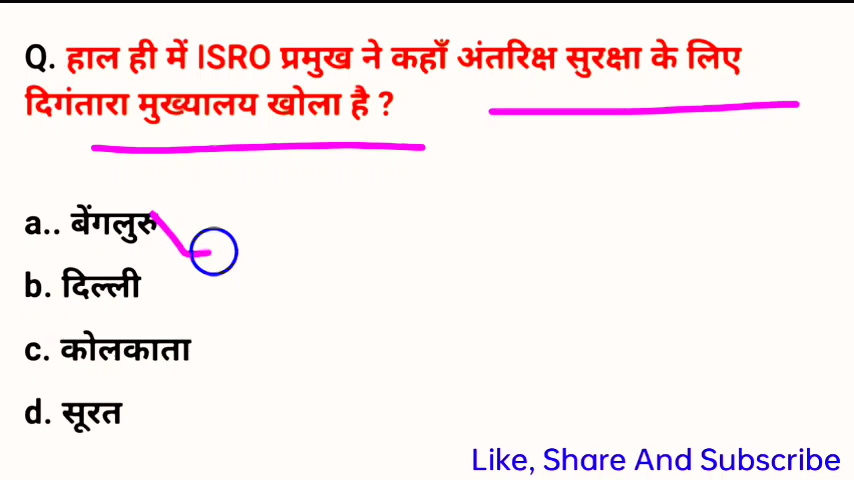 Q. हाल ही में ISRO प्रमुख ने कहाँ अंतरिक्ष सुरक्षा के लिए
दिगंतारा मुख्यालय खोला है ?
a.. बेंगलुरु
b. दिल्ली
c. कोलकाता
d. सूरत
Like, Share And Subscribe